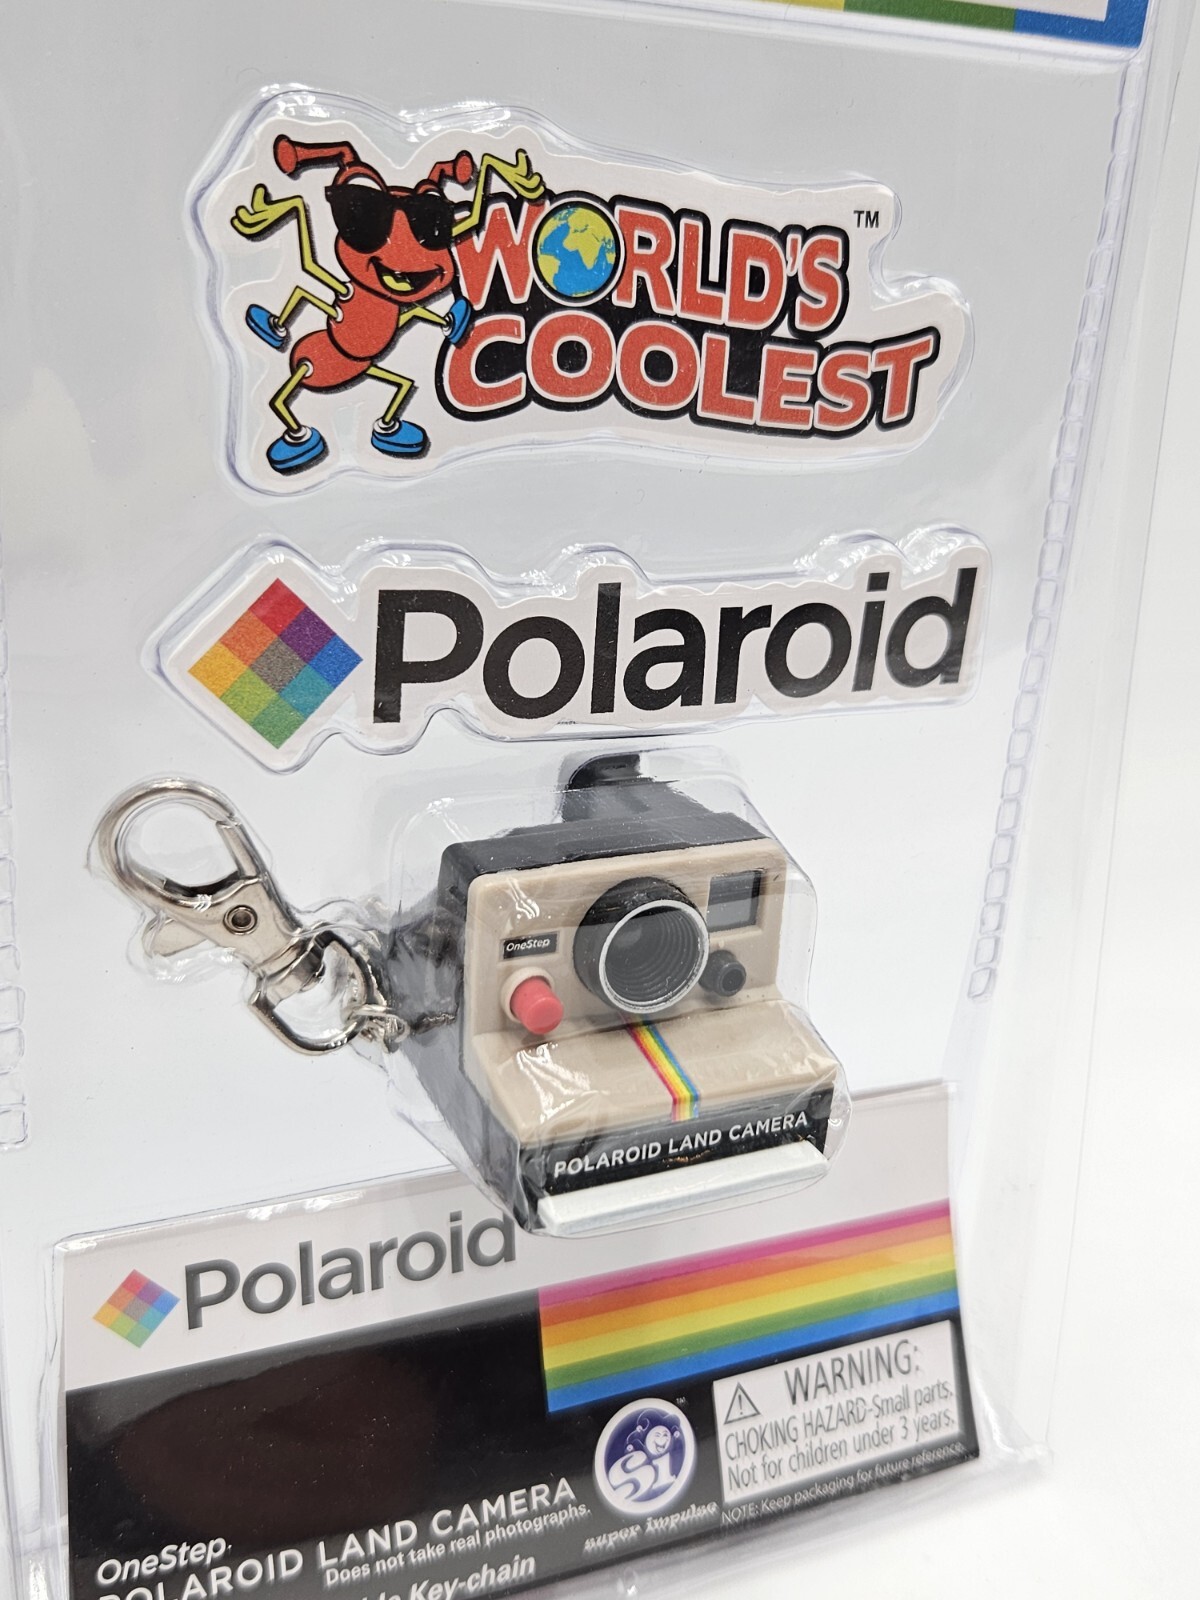 WORLD'S™
COOLEST
Polaroid
OneStep
POLAROID LAND CAMERA
Polaroid
WARNING:
CHOKING HAZARD-Small parts.
Not for children under 3 years.
NOTE: Keep packaging for future reference.
Si™
super impulse
OneStep.
POLAROID LAND CAMERA
Does not take real photographs.
Key-chain